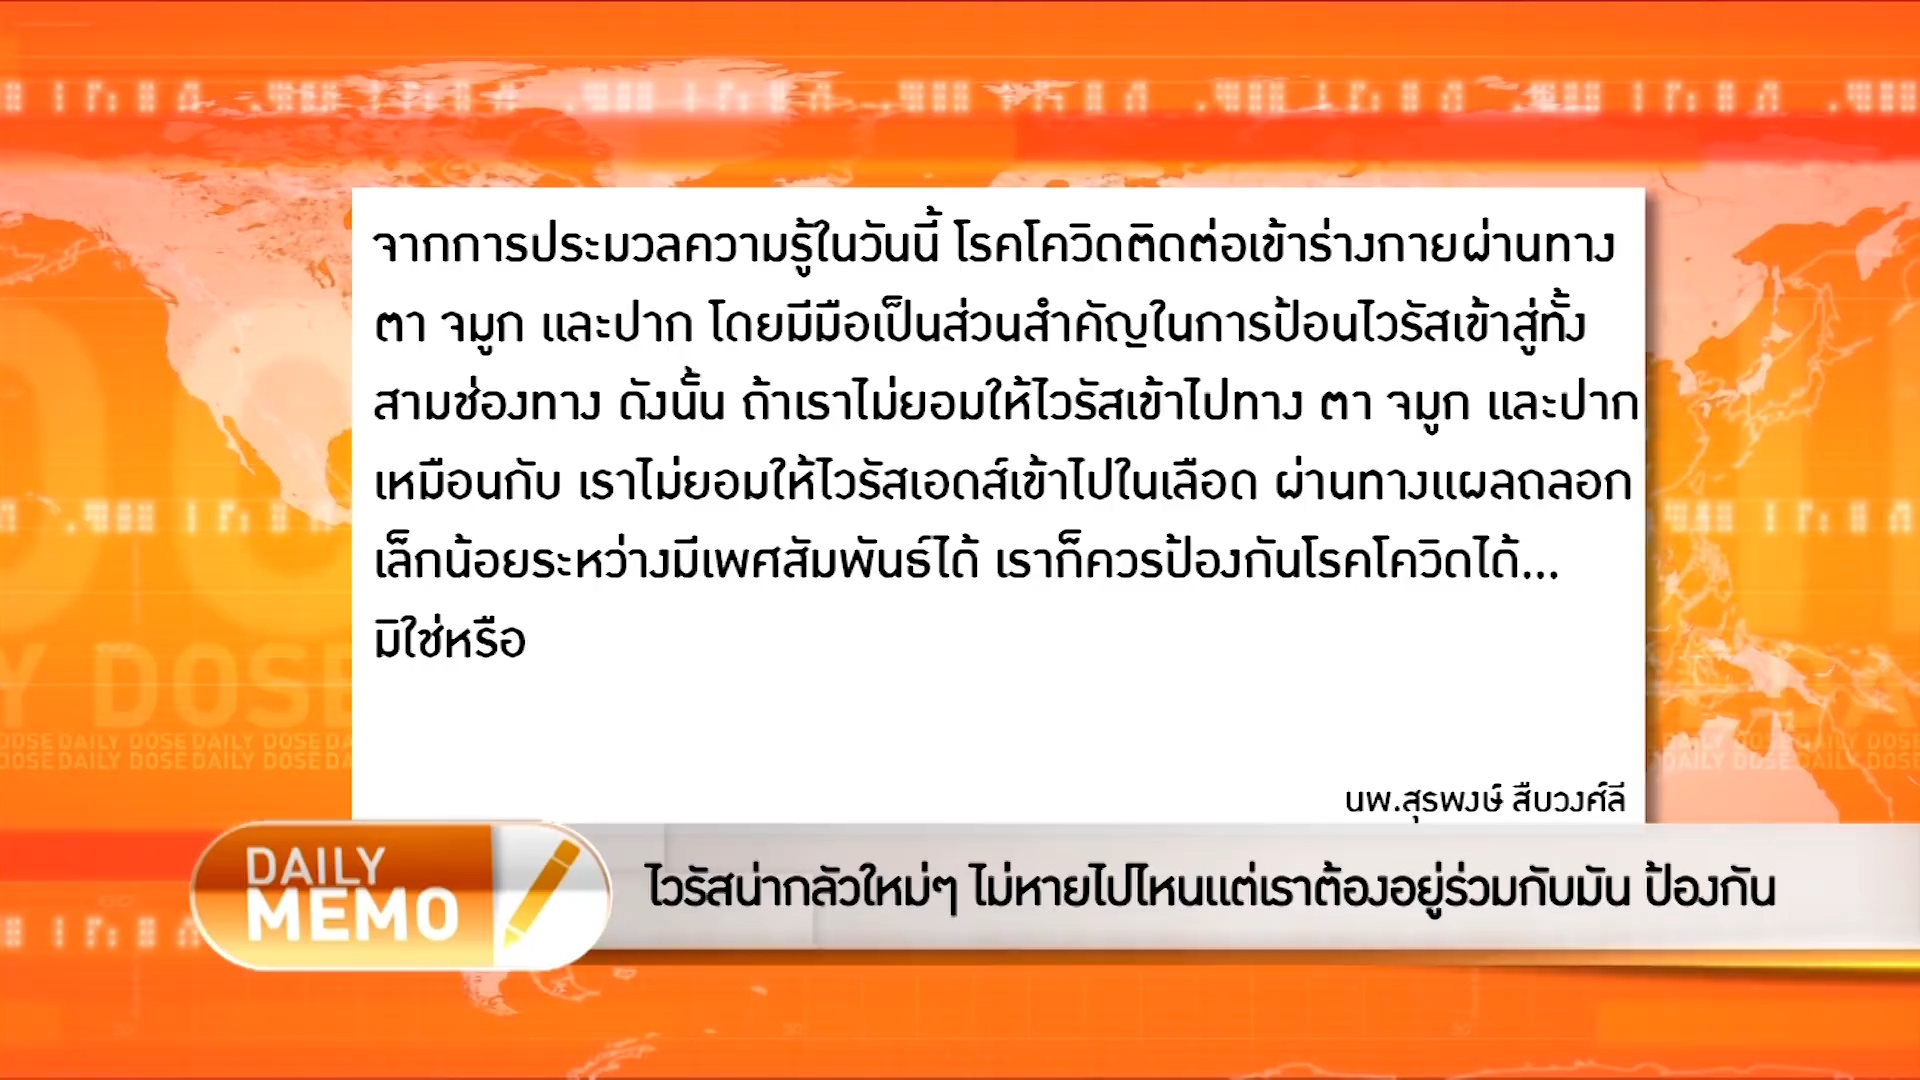 จากการประมวลความรู้ในวันนี้ โรคโควิดติดต่อเข้าร่างกายผ่านทาง
ตา จมูก และปาก โดยมีมือเป็นส่วนสำคัญในการป้อนไวรัสเข้าสู่ทั้ง
สามช่องทาง ดังนั้น ถ้าเราไม่ยอมให้ไวรัสเข้าไปทาง ตา จมูก และปาก
เหมือนกับ เราไม่ยอมให้ไวรัสเอดส์เข้าไปในเลือด ผ่านทางแผลถลอก
เล็กน้อยระหว่างมีเพศสัมพันธ์ได้ เราก็ควรป้องกันโรคโควิดได้...
มิใช่หรือ
Y DOSE
DOSE DAILY DOSE DAILY DOSE DA
DOSE DAILY DOSE DAILY DOSE DA
นพ.สุรพงษ์ สืบวงศ์ลี
DAILY
MEMO
ไวรัสน่ากลัวใหม่ๆ ไม่หายไปไหนแต่เราต้องอยู่ร่วมกับมัน ป้องกัน